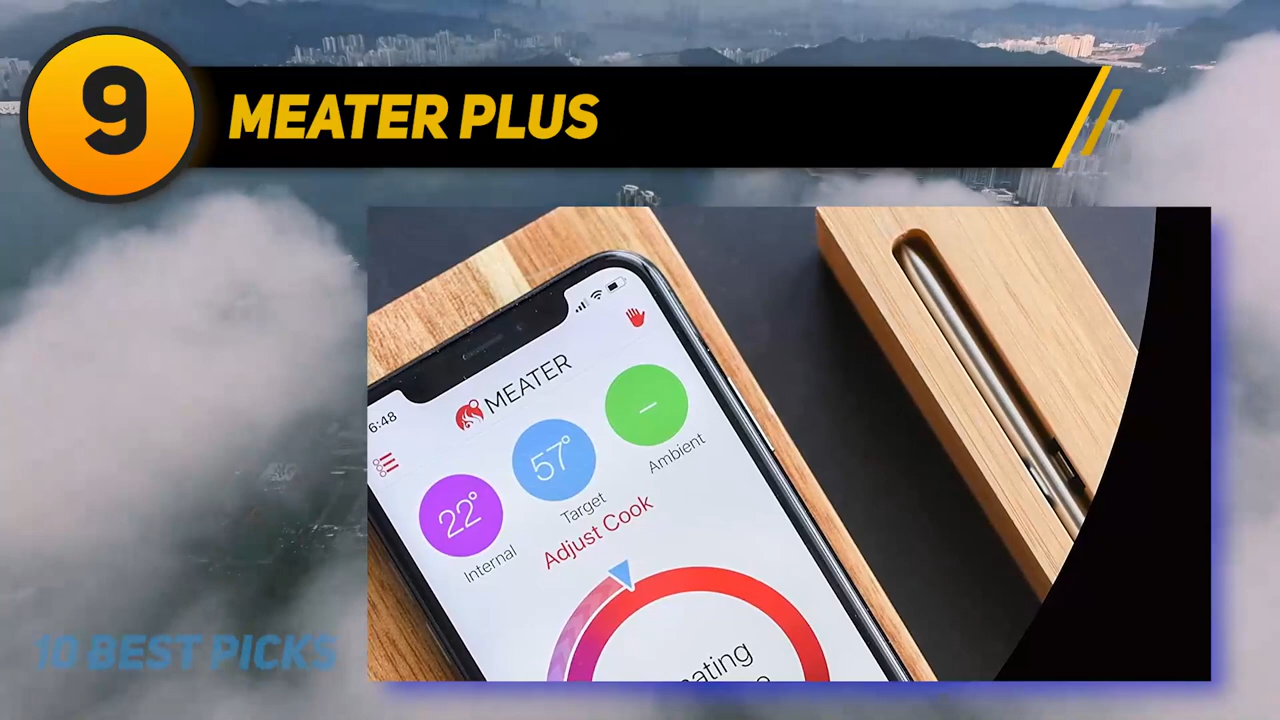 9
MEATER PLUS
6:48
MEATER
22°
57°
–
Internal
Target
Ambient
Adjust Cook
10 BEST PICKS